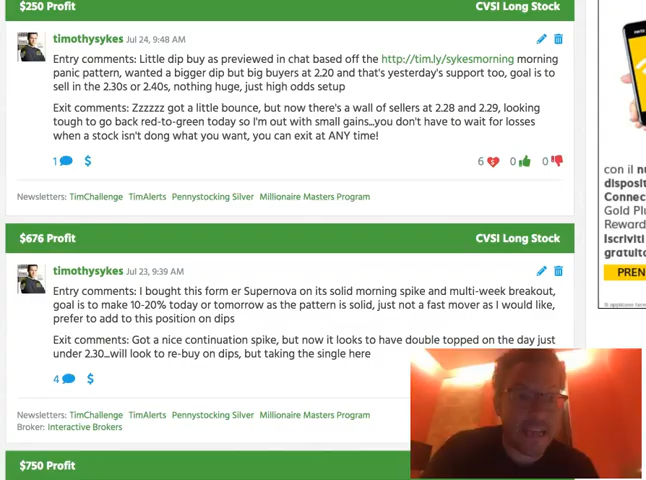 $250 Profit
CVSI Long Stock
timothysykes Jul 24, 9:48 AM
Entry comments: Little dip buy as previewed in chat based off the http://tim.ly/sykesmorning morning
panic pattern, wanted a bigger dip but big buyers at 2.20 and that's yesterday's support too, goal is to
sell in the 2.30s or 2.40s, nothing huge, just high odds setup
Exit comments: Zzzzzz got a little bounce, but now there's a wall of sellers at 2.28 and 2.29, looking
tough to go back red-to-green today so I'm out with small gains...you don't have to wait for losses
when a stock isn't dong what you want, you can exit at ANY time!
1 $
6 0 0
Newsletters: TimChallenge TimAlerts Pennystocking Silver Millionaire Masters Program
$676 Profit
CVSI Long Stock
timothysykes Jul 23, 9:39 AM
Entry comments: I bought this form er Supernova on its solid morning spike and multi-week breakout,
goal is to make 10-20% today or tomorrow as the pattern is solid, just not a fast mover as I would like,
prefer to add to this position on dips
Exit comments: Got a nice continuation spike, but now it looks to have double topped on the day just
under 2.30...will look to re-buy on dips, but taking the single here
4 $
Newsletters: TimChallenge TimAlerts Pennystocking Silver Millionaire Masters Program
Broker: Interactive Brokers
$750 Profit
con il
disposit
Connec
Gold Pl
Reward
Iscriviti
gratuito
PREN